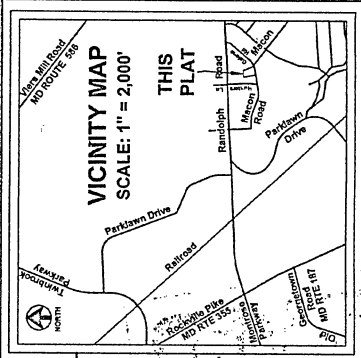 Viers Mill Road
MD ROUTE 586
VICINITY MAP
SCALE: 1" = 2,000'
THIS
PLAT
Road
Randolph
Macon
Macon
Road
Parklawn
Drive
Parklawn Drive
Railroad
Twinbrook
Parkway
NORTH
Rockville Pike
MD RTE 355
Montrose
Parkway
Old
Georgetown
Road
MD RTE 187